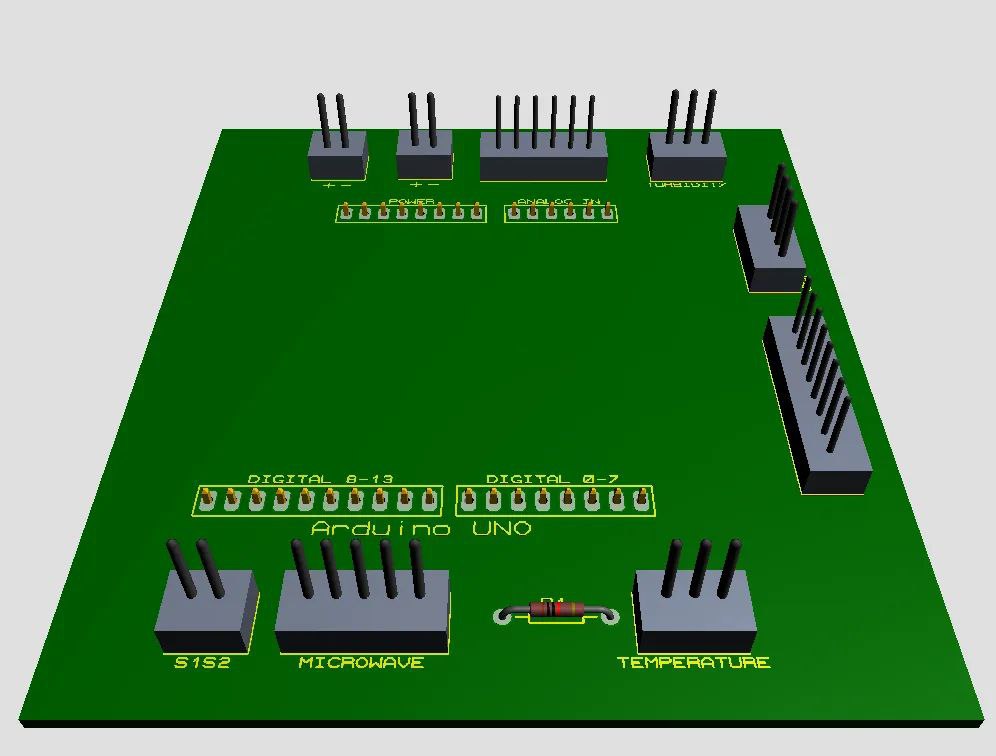 + -
+ -
TURBIDITY
POWER
ANALOG IN
DIGITAL 8-13
DIGITAL 0-7
Arduino UNO
R1
S1S2
MICROWAVE
TEMPERATURE